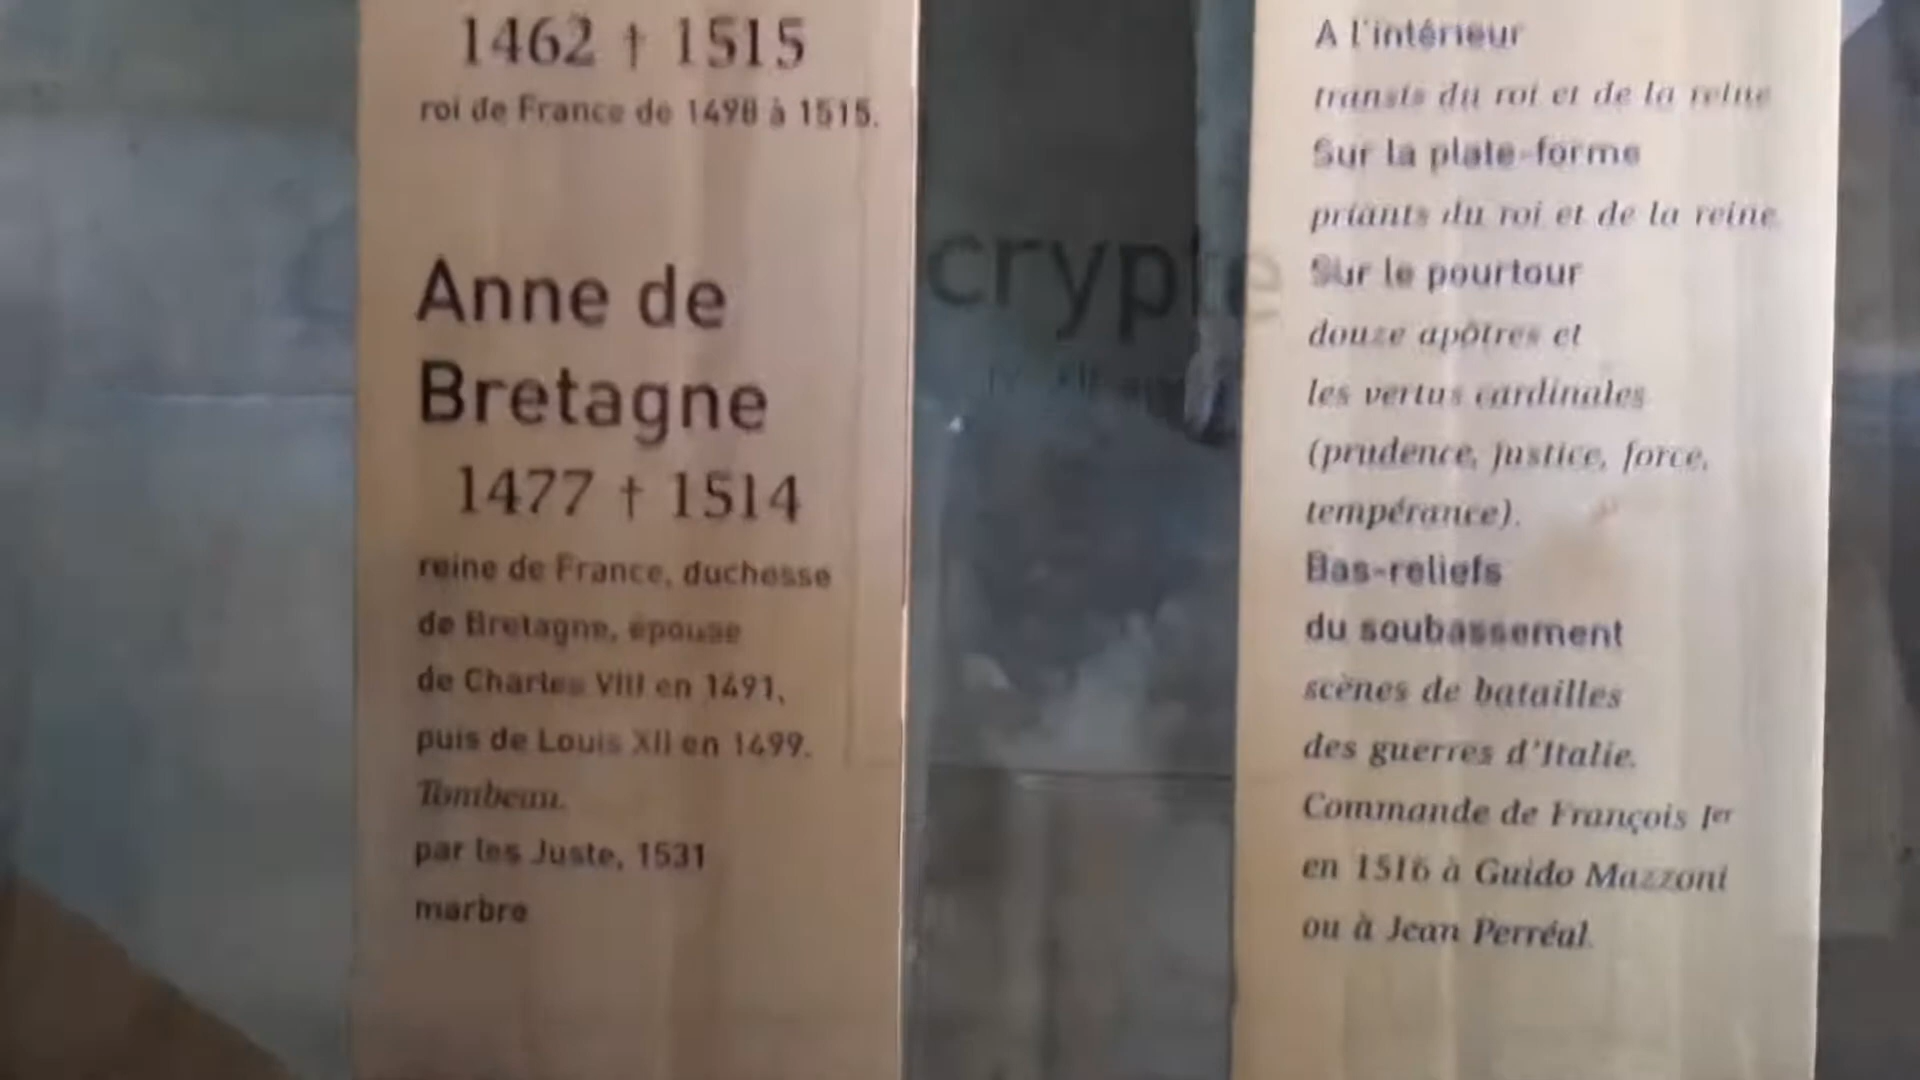 1462 † 1515
roi de France de 1498 à 1515.
Anne de
Bretagne
1477 † 1514
reine de France, duchesse
de Bretagne, épouse
de Charles VIII en 1491,
puis de Louis XII en 1499.
Tombeau.
par les Juste, 1531
marbre
crypte
A l'intérieur
transis du roi et de la reine
Sur la plate-forme
priants du roi et de la reine
Sur le pourtour
douze apôtres et
les vertus cardinales
(prudence, justice, force,
tempérance).
Bas-reliefs
du soubassement
scènes de batailles
des guerres d'Italie.
Commande de François Ier
en 1516 à Guido Mazzoni
ou à Jean Perréal.